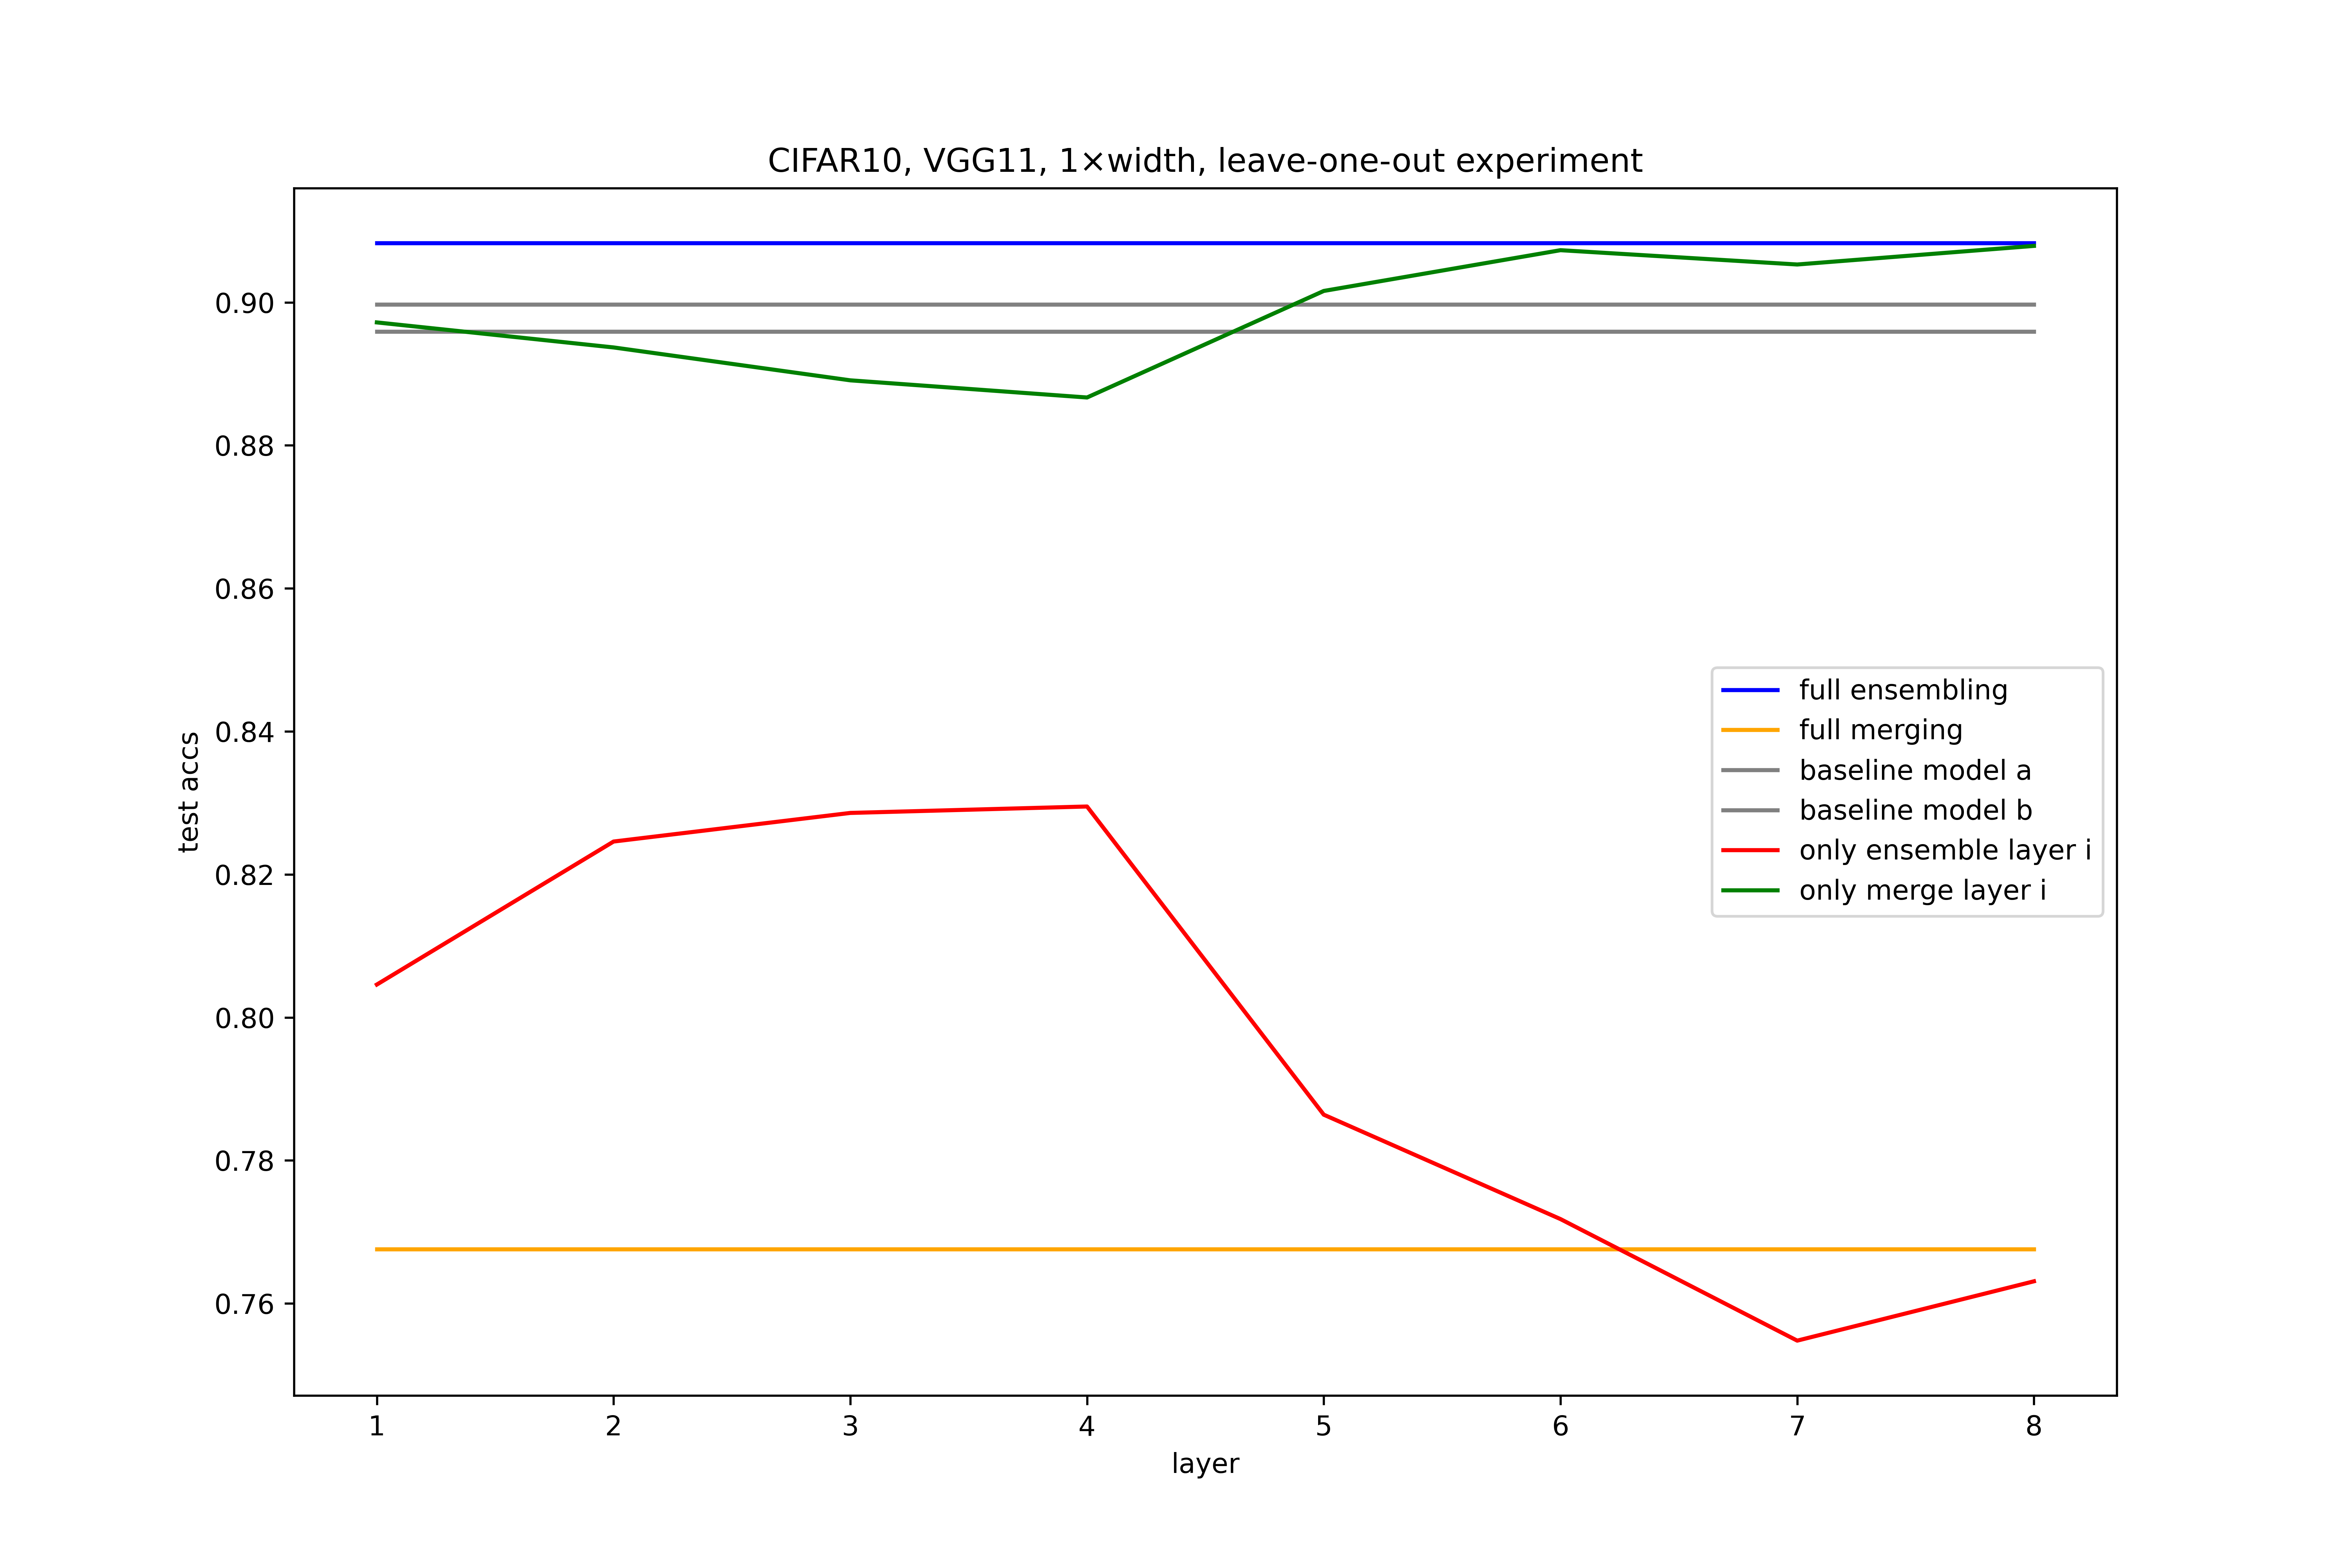 CIFAR10, VGG11, 1×width, leave-one-out experiment
test accs
0.90
0.88
0.86
0.84
0.82
0.80
0.78
0.76
full ensembling
full merging
baseline model a
baseline model b
only ensemble layer i
only merge layer i
1 2 3 4 5 6 7 8
layer